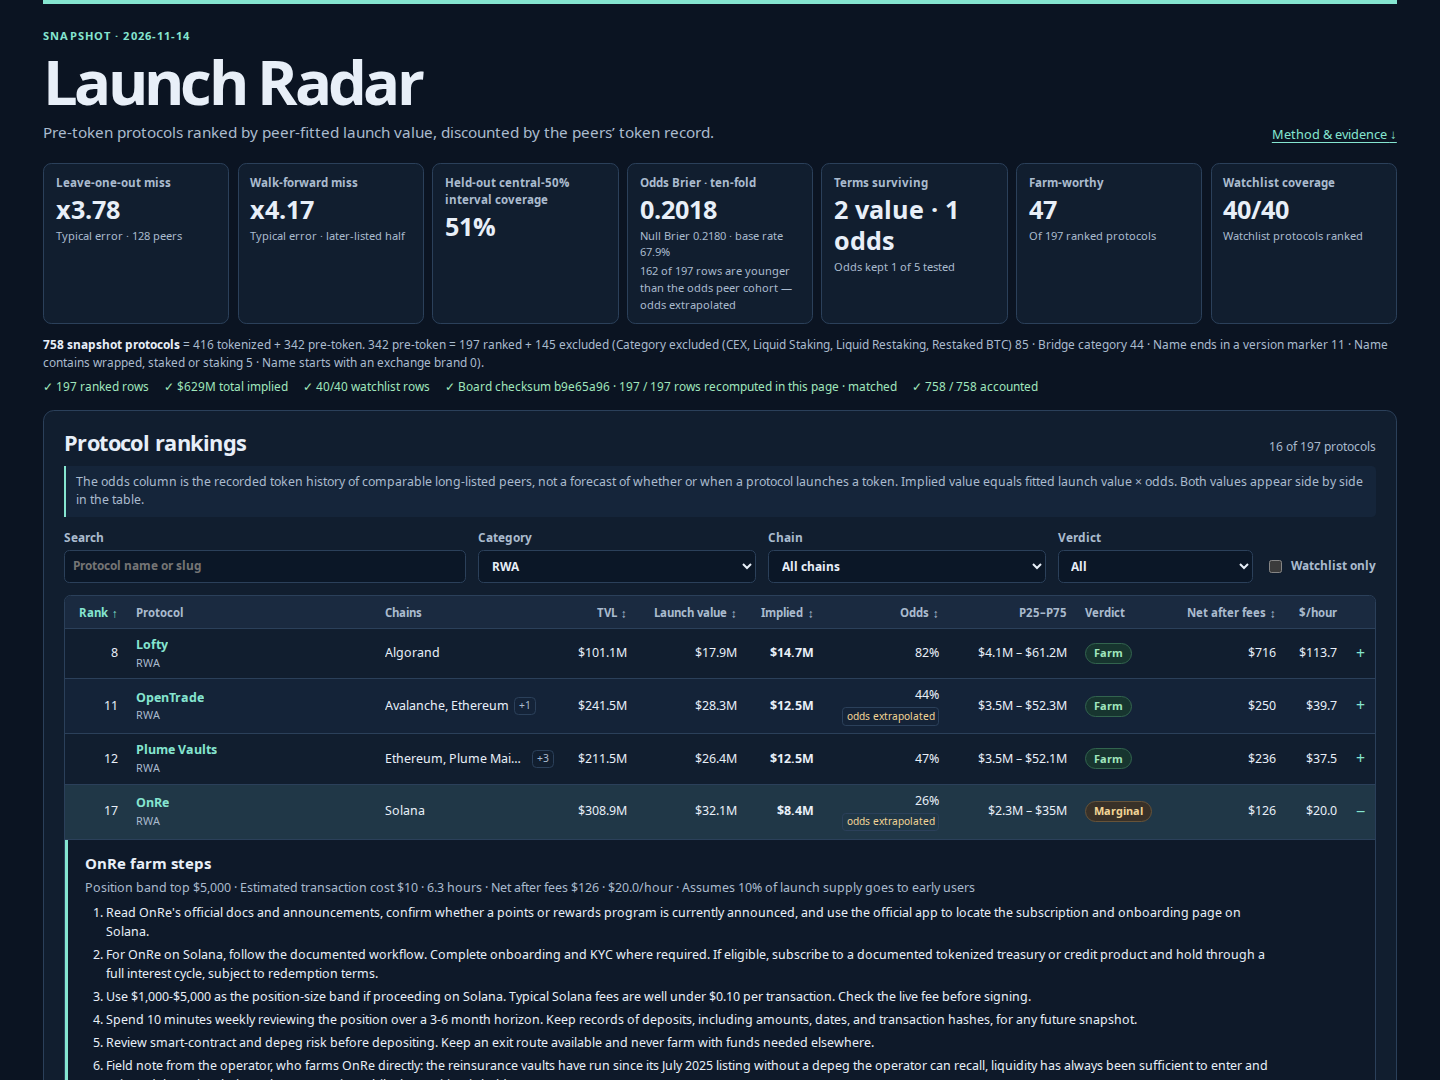 SNAPSHOT · 2026-11-14
Launch Radar
Pre-token protocols ranked by peer-fitted launch value, discounted by the peers’ token record.
Method & evidence ↓
Leave-one-out miss
x3.78
Typical error · 128 peers
Walk-forward miss
x4.17
Typical error · later-listed half
Held-out central-50%
interval coverage
51%
Odds Brier · ten-fold
0.2018
Null Brier 0.2180 · base rate
67.9%
162 of 197 rows are younger
than the odds peer cohort —
odds extrapolated
Terms surviving
2 value · 1
odds
Odds kept 1 of 5 tested
Farm-worthy
47
Of 197 ranked protocols
Watchlist coverage
40/40
Watchlist protocols ranked
758 snapshot protocols = 416 tokenized + 342 pre-token. 342 pre-token = 197 ranked + 145 excluded (Category excluded (CEX, Liquid Staking, Liquid Restaking, Restaked BTC) 85 · Bridge category 44 · Name ends in a version marker 11 · Name
contains wrapped, staked or staking 5 · Name starts with an exchange brand 0).
✓ 197 ranked rows ✓ $629M total implied ✓ 40/40 watchlist rows ✓ Board checksum b9e65a96 · 197 / 197 rows recomputed in this page · matched ✓ 758 / 758 accounted
Protocol rankings
16 of 197 protocols
The odds column is the recorded token history of comparable long-listed peers, not a forecast of whether or when a protocol launches a token. Implied value equals fitted launch value × odds. Both values appear side by side
in the table.
Search Category Chain Verdict
Protocol name or slug RWA All chains All Watchlist only
Rank ↑ Protocol Chains TVL ↕ Launch value ↕ Implied ↕ Odds ↕ P25–P75 Verdict Net after fees ↕ $/hour
8 Lofty RWA Algorand $101.1M $17.9M $14.7M 82% $4.1M – $61.2M Farm $716 $113.7 +
11 OpenTrade RWA Avalanche, Ethereum +1 $241.5M $28.3M $12.5M 44% odds extrapolated $3.5M – $52.3M Farm $250 $39.7 +
12 Plume Vaults RWA Ethereum, Plume Mai... +3 $211.5M $26.4M $12.5M 47% $3.5M – $52.1M Farm $236 $37.5 +
17 OnRe RWA Solana $308.9M $32.1M $8.4M 26% odds extrapolated $2.3M – $35M Marginal $126 $20.0 –
OnRe farm steps
Position band top $5,000 · Estimated transaction cost $10 · 6.3 hours · Net after fees $126 · $20.0/hour · Assumes 10% of launch supply goes to early users
1. Read OnRe's official docs and announcements, confirm whether a points or rewards program is currently announced, and use the official app to locate the subscription and onboarding page on
Solana.
2. For OnRe on Solana, follow the documented workflow. Complete onboarding and KYC where required. If eligible, subscribe to a documented tokenized treasury or credit product and hold through a
full interest cycle, subject to redemption terms.
3. Use $1,000-$5,000 as the position-size band if proceeding on Solana. Typical Solana fees are well under $0.10 per transaction. Check the live fee before signing.
4. Spend 10 minutes weekly reviewing the position over a 3-6 month horizon. Keep records of deposits, including amounts, dates, and transaction hashes, for any future snapshot.
5. Review smart-contract and depeg risk before depositing. Keep an exit route available and never farm with funds needed elsewhere.
6. Field note from the operator, who farms OnRe directly: the reinsurance vaults have run since its July 2025 listing without a depeg the operator can recall, liquidity has always been sufficient to enter and